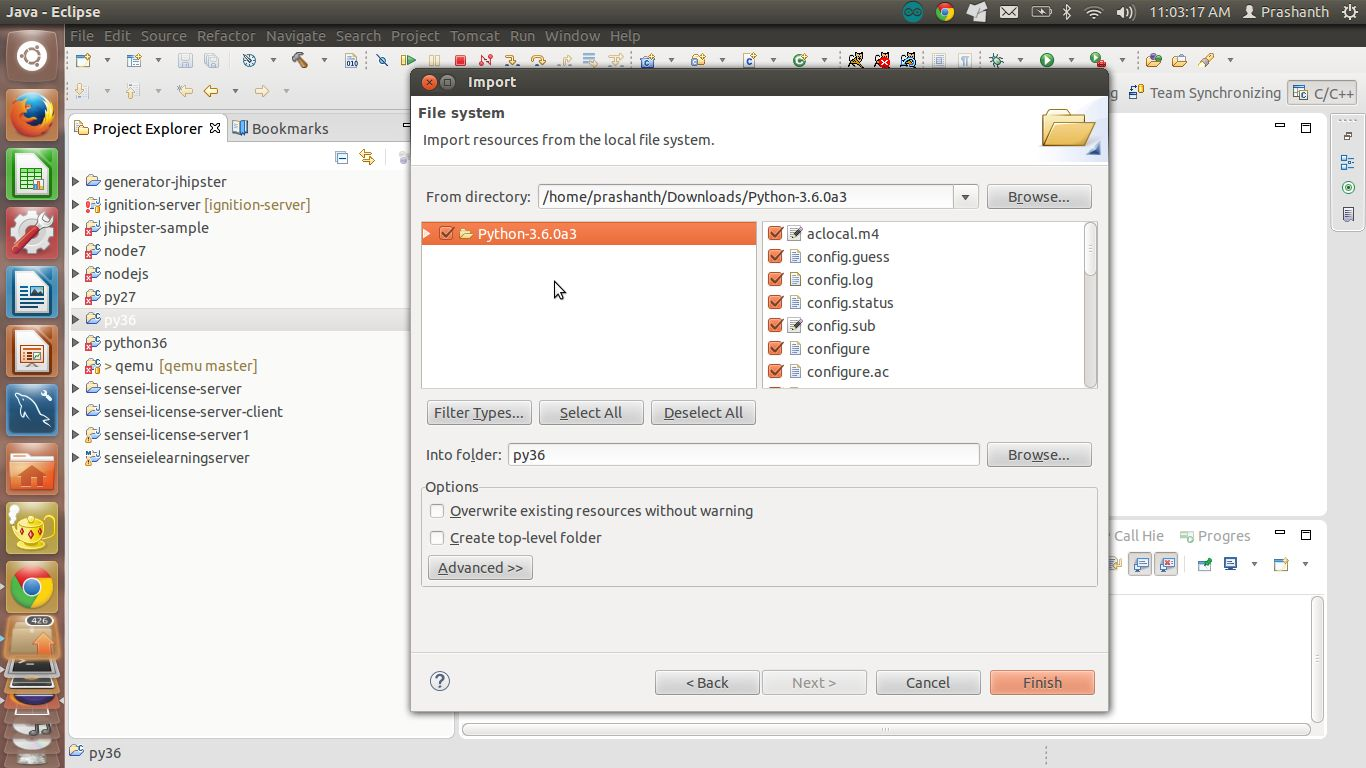 Java - Eclipse
11:03:17 AM
Prashanth
File Edit Source Refactor Navigate Search Project Tomcat Run Window Help
Import
File system
Import resources from the local file system.
Team Synchronizing
C/C++
Project Explorer
Bookmarks
generator-jhipster
ignition-server [ignition-server]
jhipster-sample
node7
nodejs
py27
py36
python36
> qemu [qemu master]
sensei-license-server
sensei-license-server-client
sensei-license-server1
senseielearningserver
From directory: /home/prashanth/Downloads/Python-3.6.0a3 Browse...
Python-3.6.0a3
aclocal.m4
config.guess
config.log
config.status
config.sub
configure
configure.ac
Filter Types... Select All Deselect All
Into folder: py36 Browse...
Options
Overwrite existing resources without warning
Create top-level folder
Advanced >>
< Back Next > Cancel Finish
Call Hie
Progres
426
py36